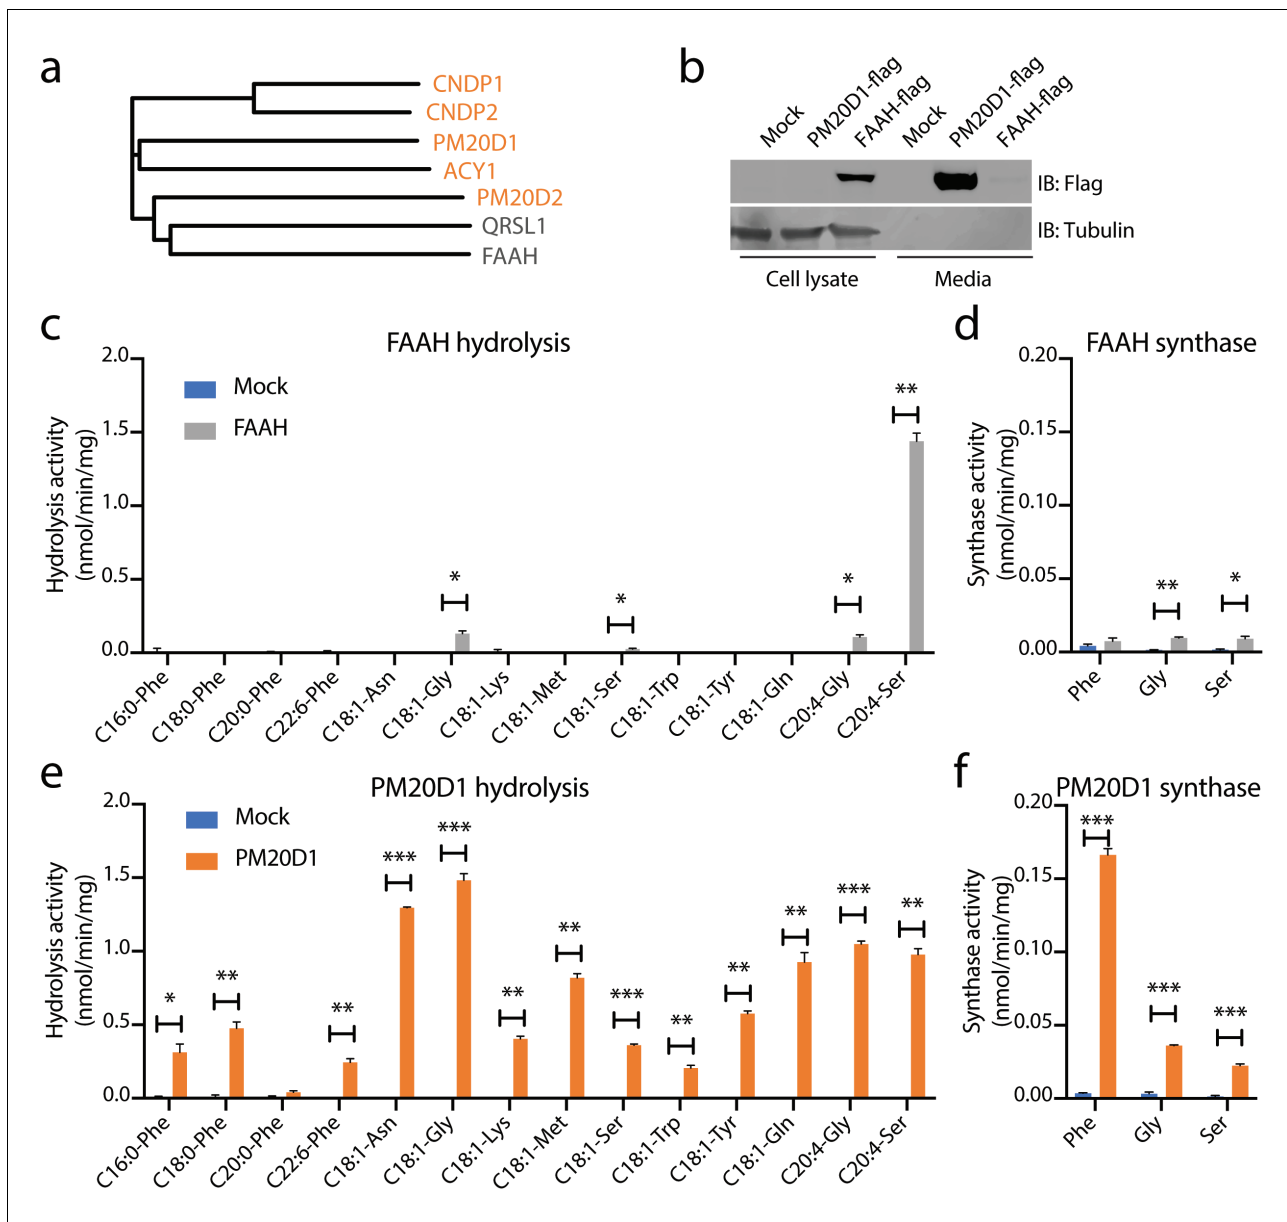 a
CNDP1
CNDP2
PM20D1
ACY1
PM20D2
QRSL1
FAAH
b
Mock
PM20D1-flag
FAAH-flag
Mock
PM20D1-flag
FAAH-flag
IB: Flag
IB: Tubulin
Cell lysate
Media
c
FAAH hydrolysis
Mock
FAAH
Hydrolysis activity
(nmol/min/mg)
2.0
1.5
1.0
0.5
0.0
*
*
*
**
C16:0-Phe
C18:0-Phe
C20:0-Phe
C22:6-Phe
C18:1-Asn
C18:1-Gly
C18:1-Lys
C18:1-Met
C18:1-Ser
C18:1-Trp
C18:1-Tyr
C18:1-Gln
C20:4-Gly
C20:4-Ser
d
FAAH synthase
Synthase activity
(nmol/min/mg)
0.20
0.15
0.10
0.05
0.00
**
*
Phe
Gly
Ser
e
PM20D1 hydrolysis
Mock
PM20D1
Hydrolysis activity
(nmol/min/mg)
2.0
1.5
1.0
0.5
0.0
*
**
**
***
***
**
**
***
**
**
**
***
**
C16:0-Phe
C18:0-Phe
C20:0-Phe
C22:6-Phe
C18:1-Asn
C18:1-Gly
C18:1-Lys
C18:1-Met
C18:1-Ser
C18:1-Trp
C18:1-Tyr
C18:1-Gln
C20:4-Gly
C20:4-Ser
f
PM20D1 synthase
Synthase activity
(nmol/min/mg)
0.20
0.15
0.10
0.05
0.00
***
***
***
Phe
Gly
Ser